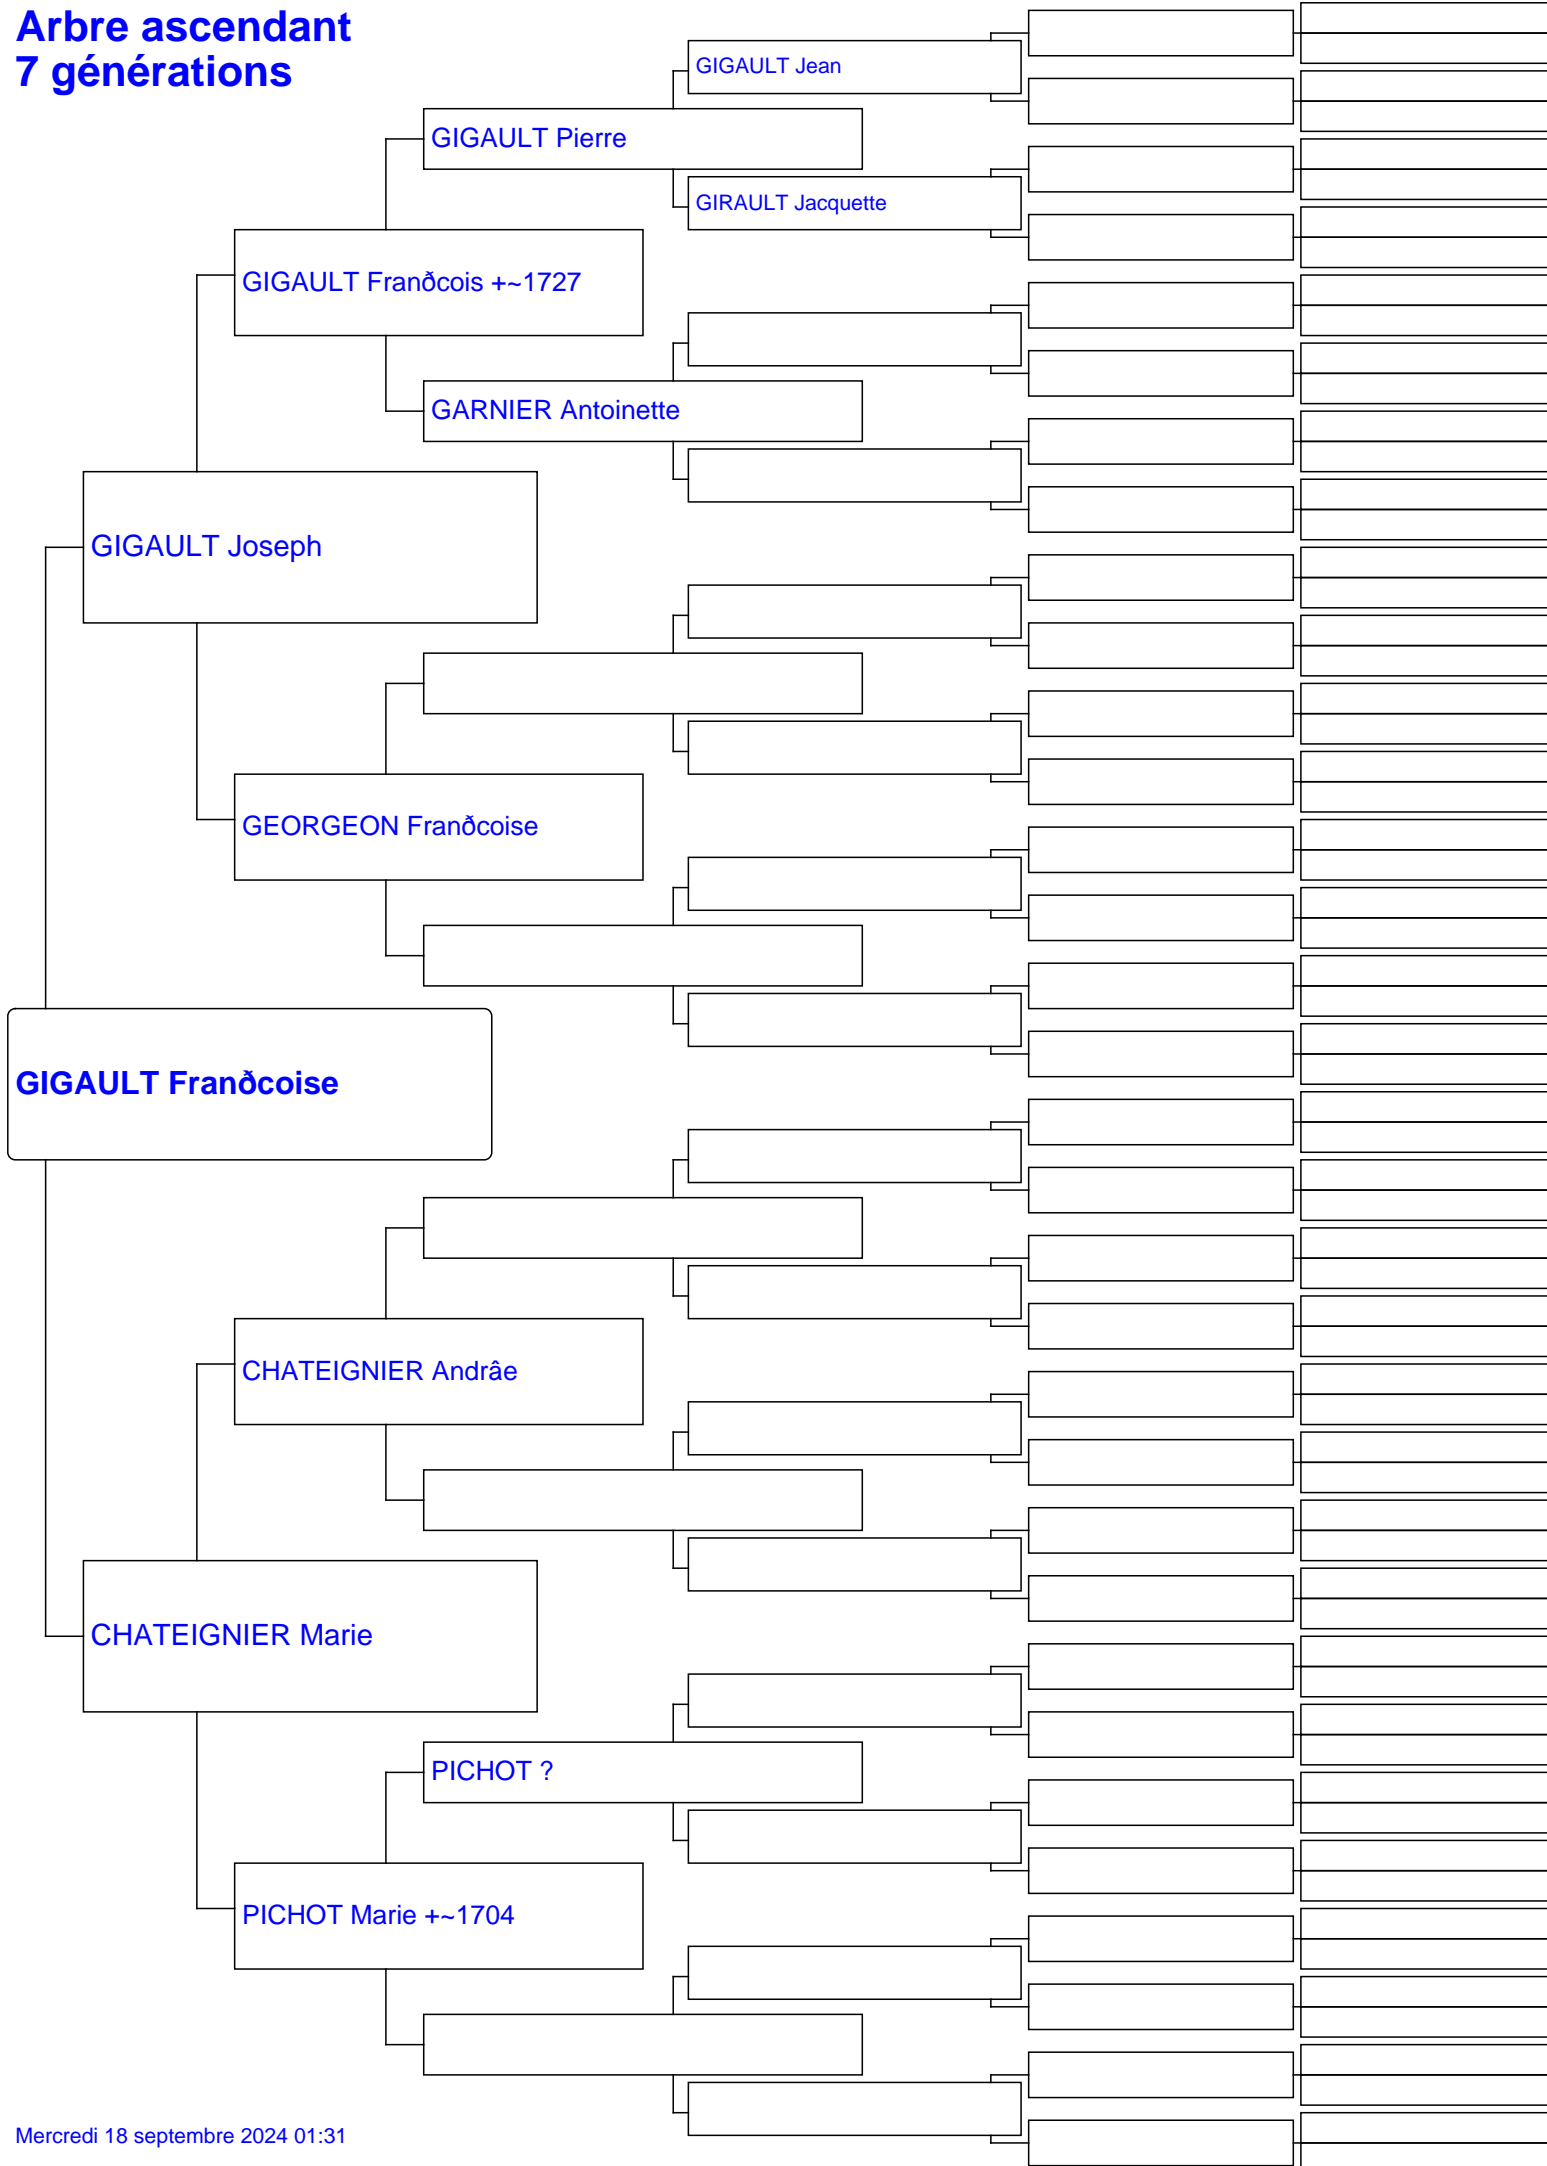 Arbre ascendant
7 générations
GIGAULT Jean
GIGAULT Pierre
GIRAULT Jacquette
GIGAULT Franðcois +~1727
GARNIER Antoinette
GIGAULT Joseph
GEORGEON Franðcoise
GIGAULT Franðcoise
CHATEIGNIER Andrâe
CHATEIGNIER Marie
PICHOT ?
PICHOT Marie +~1704
Mercredi 18 septembre 2024 01:31